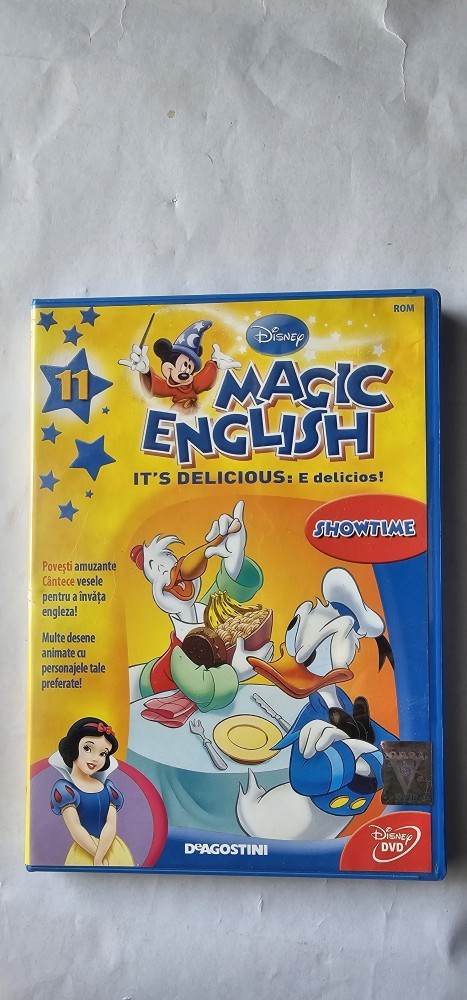 ROM
Disney
11
MAGIC
ENGLISH
IT'S DELICIOUS: E delicios!
SHOWTIME
Povești amuzante
Cântece vesele
pentru a învăța
engleza!
Multe desene
animate cu
personajele tale
preferate!
DeAGOSTINI
Disney
DVD